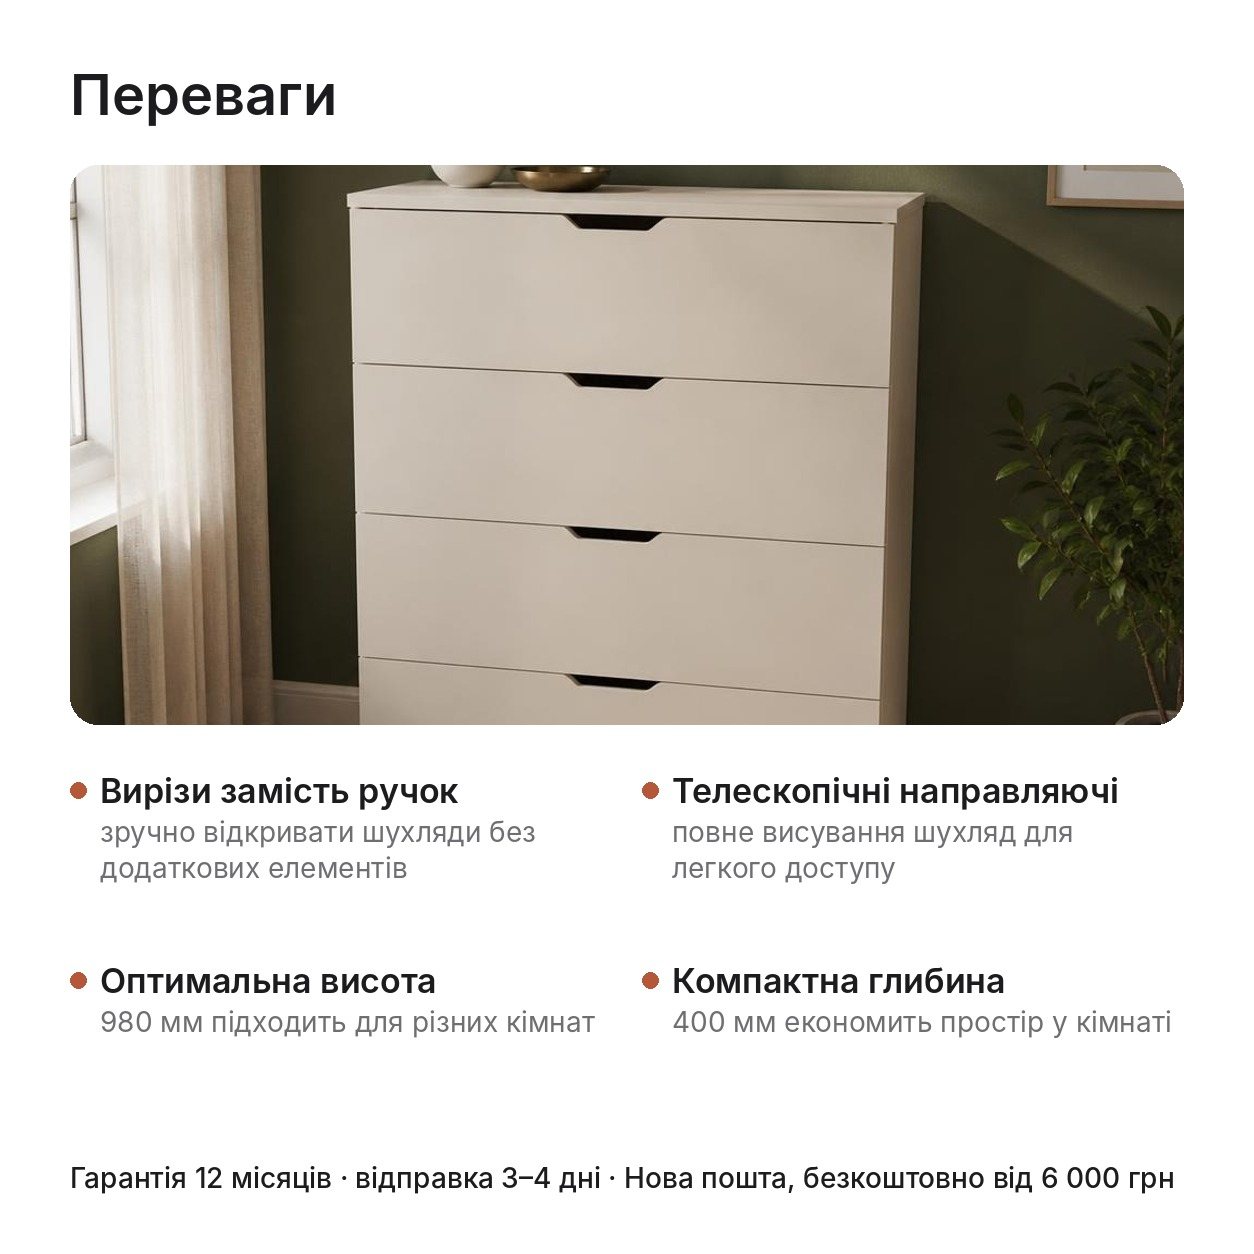 Переваги
Вирізи замість ручок
зручно відкривати шухляди без
додаткових елементів
Телескопічні направляючі
повне висування шухляд для
легкого доступу
Оптимальна висота
980 мм підходить для різних кімнат
Компактна глибина
400 мм економить простір у кімнаті
Гарантія 12 місяців · відправка 3–4 дні · Нова пошта, безкоштовно від 6 000 грн